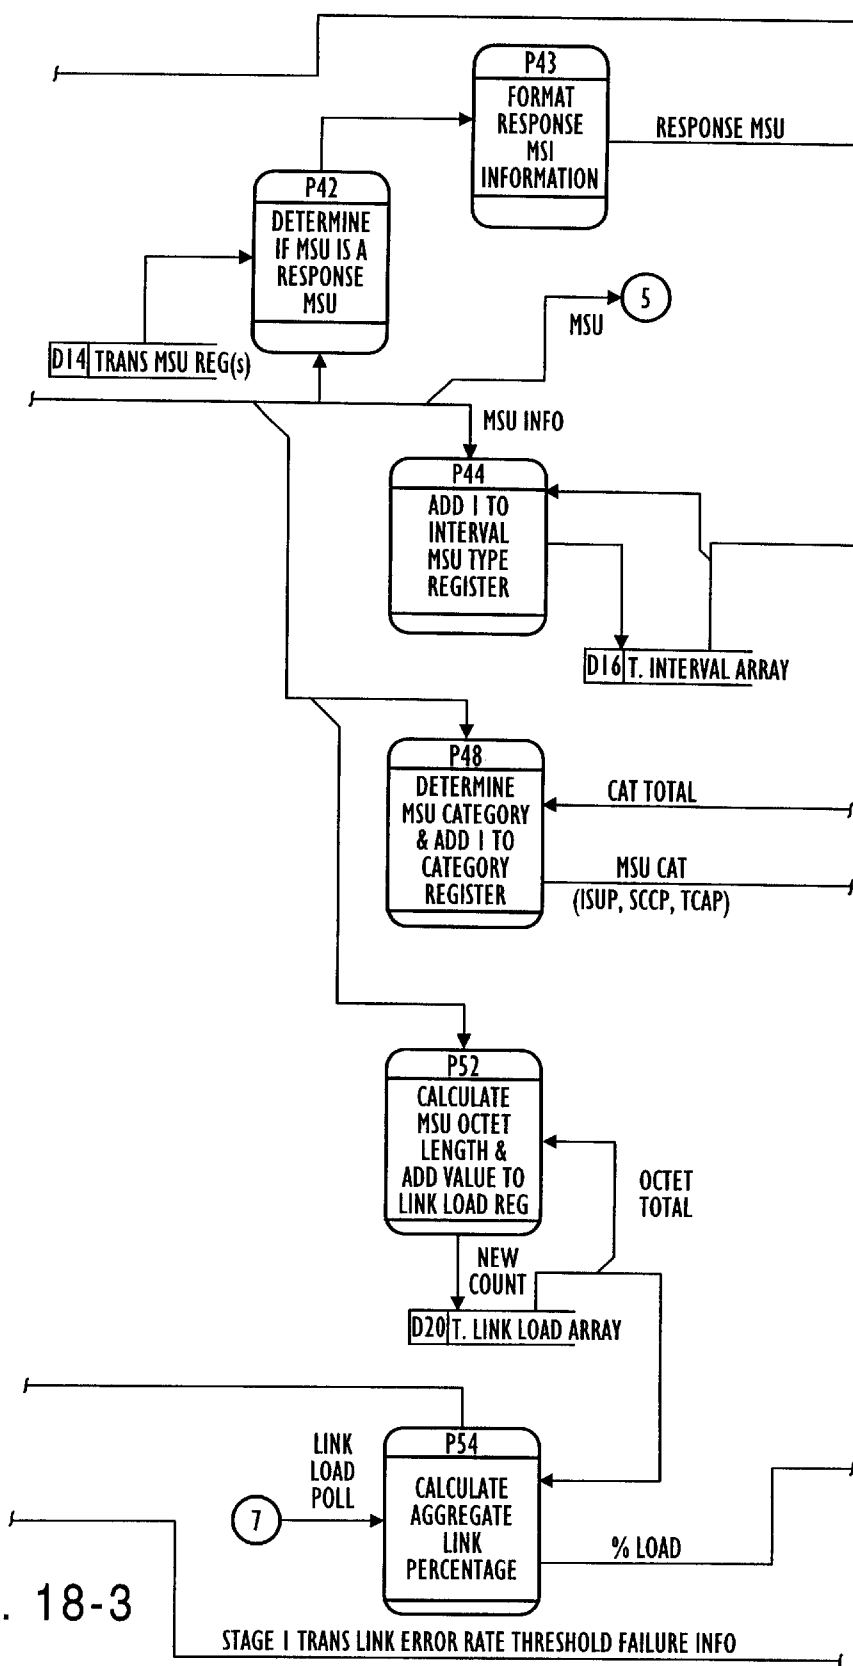 P43
FORMAT
RESPONSE
MSI
INFORMATION
RESPONSE MSU
P42
DETERMINE
IF MSU IS A
RESPONSE
MSU
5
MSU
D14 TRANS MSU REG(s)
MSU INFO
P44
ADD 1 TO
INTERVAL
MSU TYPE
REGISTER
D16 T. INTERVAL ARRAY
P48
DETERMINE
MSU CATEGORY
& ADD 1 TO
CATEGORY
REGISTER
CAT TOTAL
MSU CAT
(ISUP, SCCP, TCAP)
P52
CALCULATE
MSU OCTET
LENGTH &
ADD VALUE TO
LINK LOAD REG
OCTET
TOTAL
NEW
COUNT
D20 T. LINK LOAD ARRAY
LINK
LOAD
POLL
7
P54
CALCULATE
AGGREGATE
LINK
PERCENTAGE
% LOAD
. 18-3
STAGE 1 TRANS LINK ERROR RATE THRESHOLD FAILURE INFO